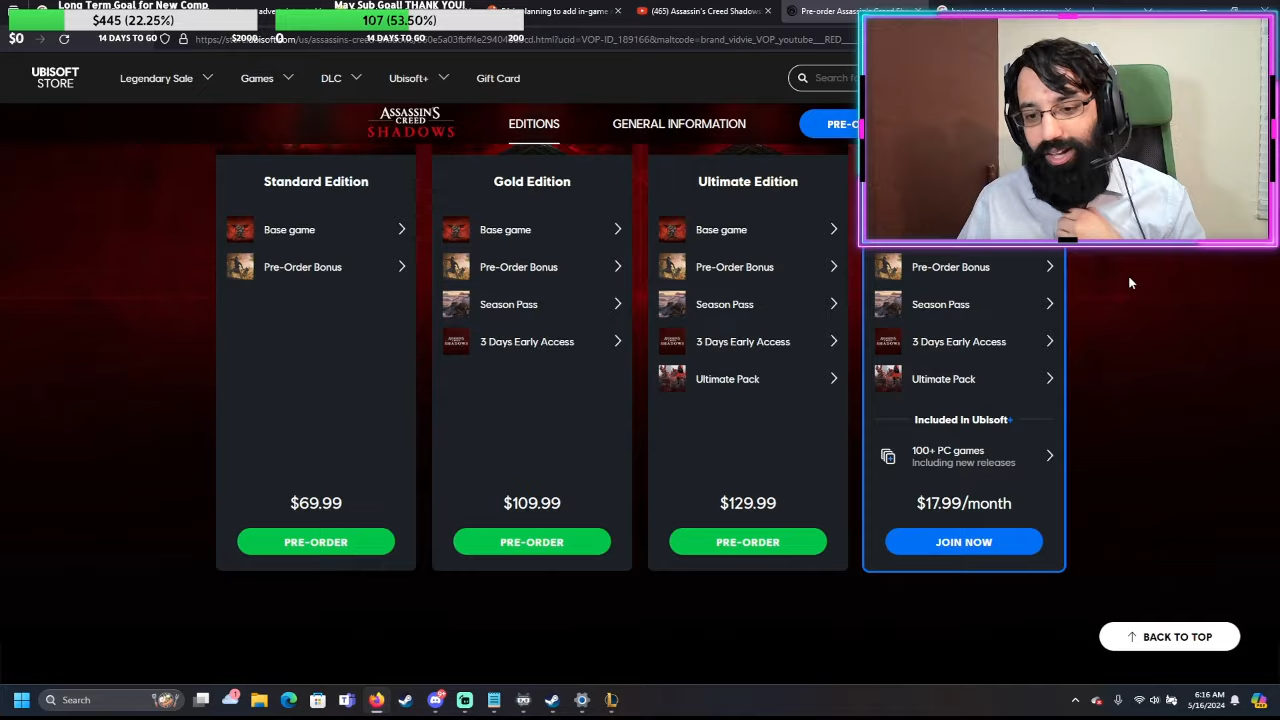 Long Term Goal for New Comp
May Sub Goal! THANK YOU!
$445 (22.25%)
107 (53.50%)
(465) Assassin's Creed Shadows
$0
14 DAYS TO GO
$2000
0
14 DAYS TO GO
200
UBISOFT
STORE
Legendary Sale
Games
DLC
Ubisoft+
Gift Card
Search
ASSASSIN'S
CREED
SHADOWS
EDITIONS
GENERAL INFORMATION
Standard Edition
Base game
Pre-Order Bonus
$69.99
PRE-ORDER
Gold Edition
Base game
Pre-Order Bonus
Season Pass
3 Days Early Access
$109.99
PRE-ORDER
Ultimate Edition
Base game
Pre-Order Bonus
Season Pass
3 Days Early Access
Ultimate Pack
$129.99
PRE-ORDER
Pre-Order Bonus
Season Pass
3 Days Early Access
Ultimate Pack
Included in Ubisoft+
100+ PC games
Including new releases
$17.99/month
JOIN NOW
BACK TO TOP
Search
6:16 AM
5/16/2024